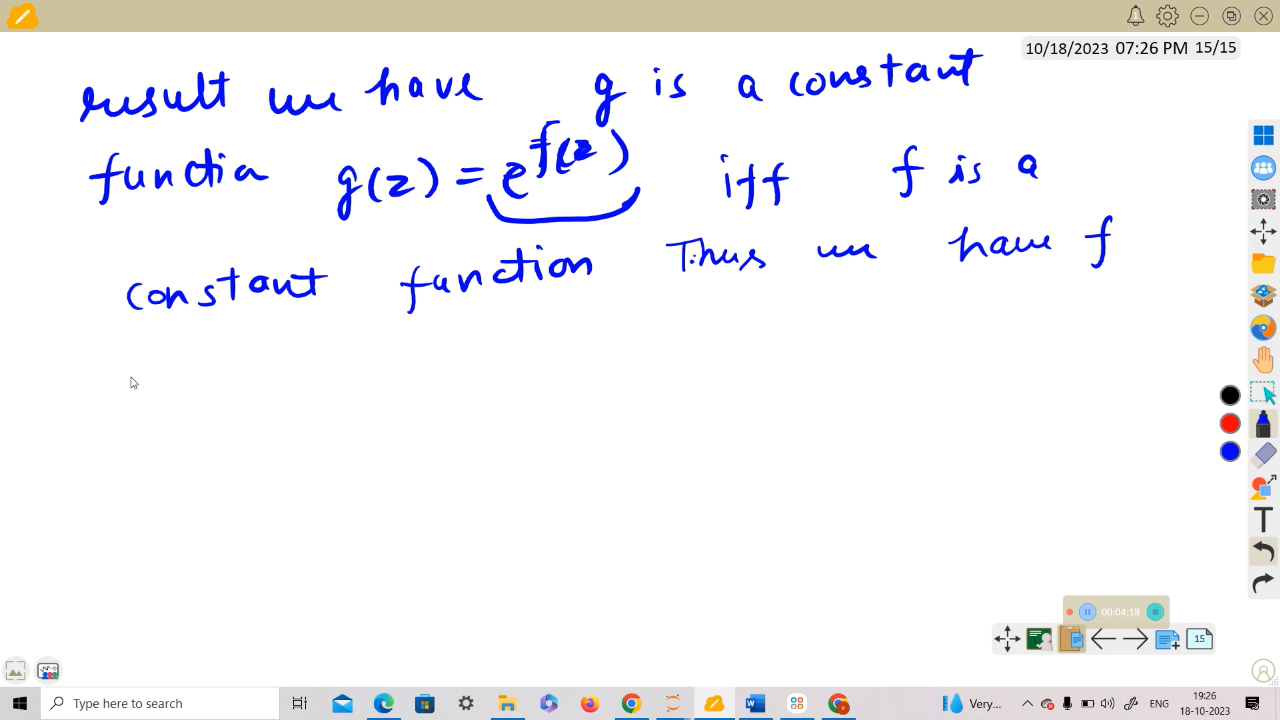 10/18/2023 07:26 PM 15/15
result we have g is a constant
function g(z) = e^f(z) iff f is a
constant function Thus we have f
00:04:18
15
Type here to search
Very...
ENG
19:26
18-10-2023